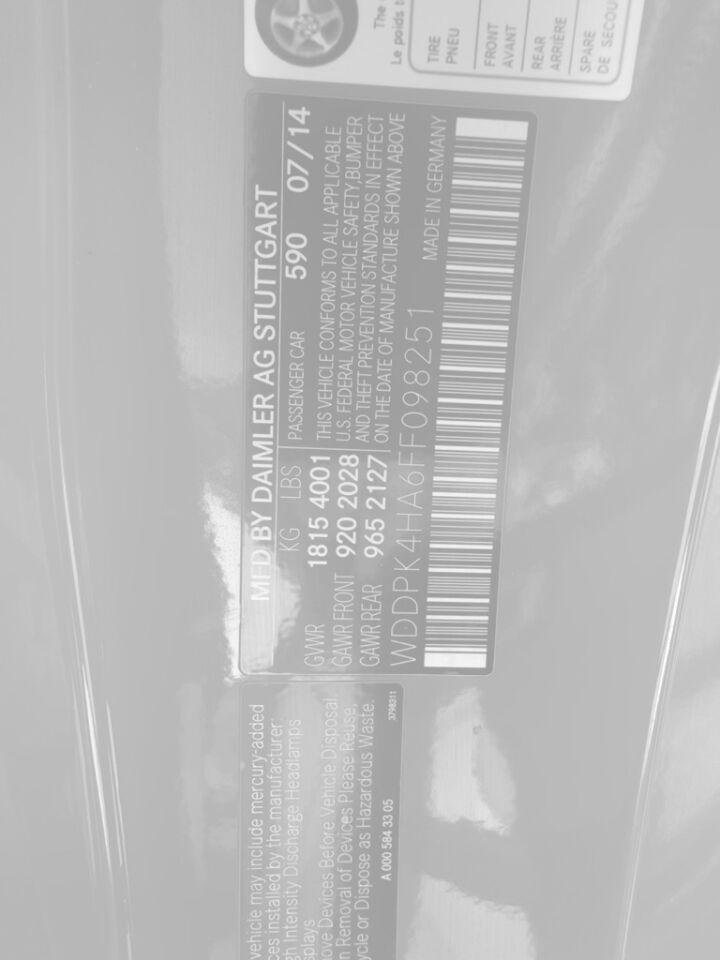 The
Le poids t
TIRE
PNEU
FRONT
AVANT
REAR
ARRIÈRE
SPARE
DE SECOU
MFD BY DAIMLER AG STUTTGART
KG LBS
GVWR 1815 4001
GAWR FRONT 920 2028
GAWR REAR 965 2127
PASSENGER CAR 590 07/14
THIS VEHICLE CONFORMS TO ALL APPLICABLE
U.S. FEDERAL MOTOR VEHICLE SAFETY, BUMPER
AND THEFT PREVENTION STANDARDS IN EFFECT
ON THE DATE OF MANUFACTURE SHOWN ABOVE
WDDPK4HA6FF098251 MADE IN GERMANY
vehicle may include mercury-added
ces installed by the manufacturer:
gh Intensity Discharge Headlamps
splays
ove Devices Before Vehicle Disposal
n Removal of Devices Please Reuse,
ycle or Dispose as Hazardous Waste.
A 000 584 33 05 3798311